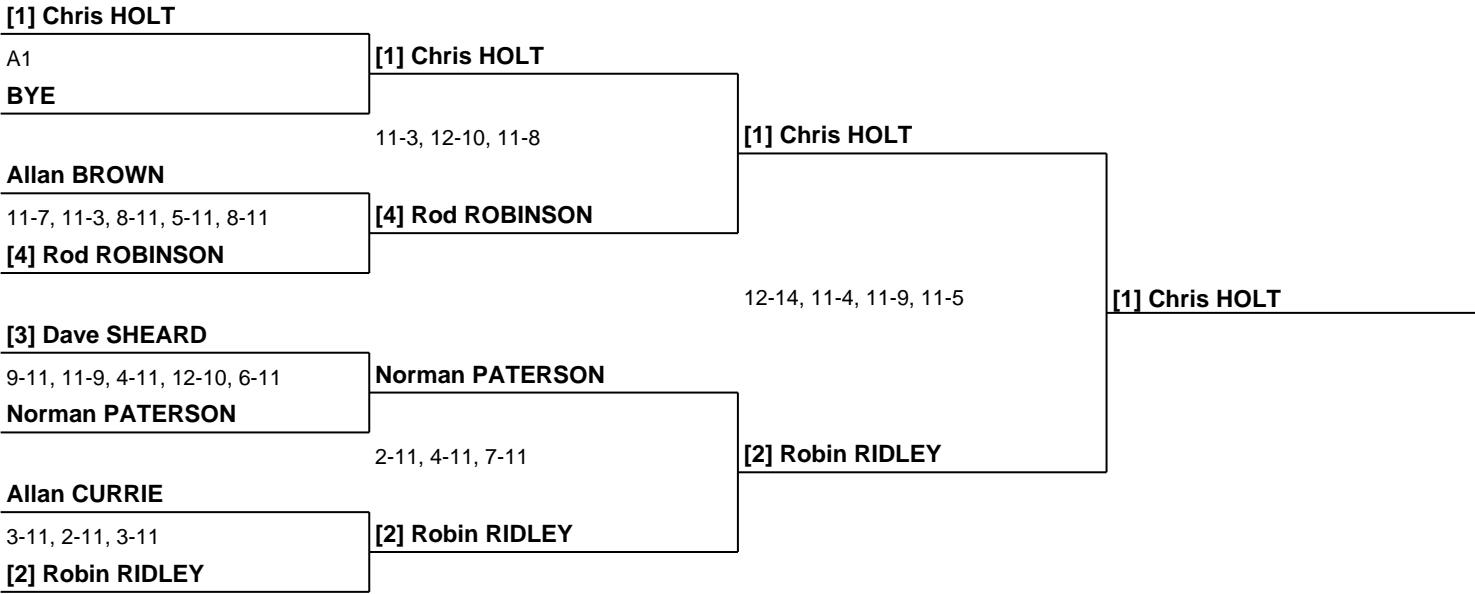 [1] Chris HOLT
A1
BYE
Allan BROWN
11-7, 11-3, 8-11, 5-11, 8-11
[4] Rod ROBINSON
[3] Dave SHEARD
9-11, 11-9, 4-11, 12-10, 6-11
Norman PATERSON
Allan CURRIE
3-11, 2-11, 3-11
[2] Robin RIDLEY
[1] Chris HOLT
11-3, 12-10, 11-8
[4] Rod ROBINSON
Norman PATERSON
2-11, 4-11, 7-11
[2] Robin RIDLEY
[1] Chris HOLT
12-14, 11-4, 11-9, 11-5
[2] Robin RIDLEY
[1] Chris HOLT